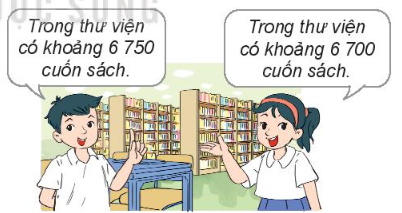 Trong thư viện
có khoảng 6 750
cuốn sách.
Trong thư viện
có khoảng 6 700
cuốn sách.